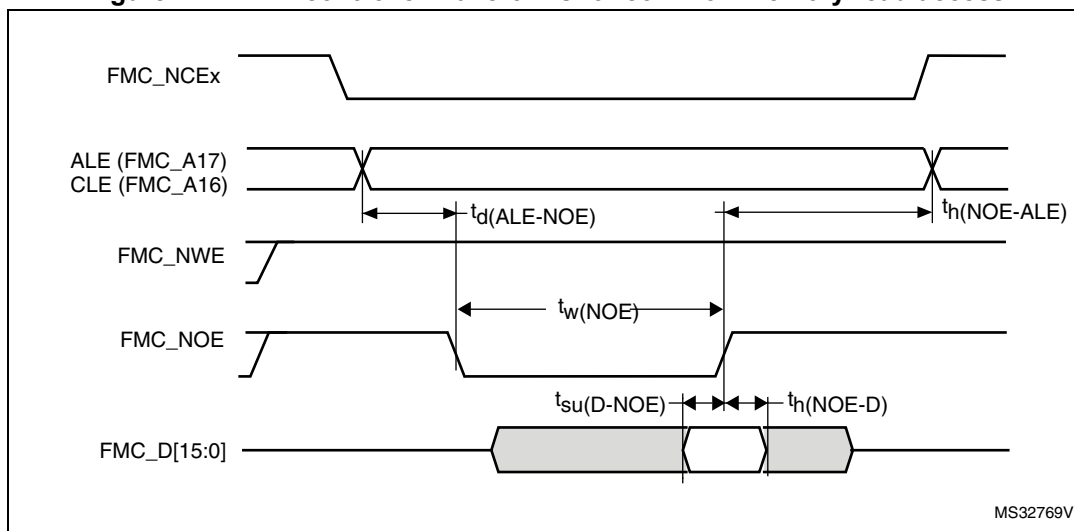 FMC_NCEx
ALE (FMC_A17)
CLE (FMC_A16)
td(ALE-NOE)
th(NOE-ALE)
FMC_NWE
tw(NOE)
FMC_NOE
tsu(D-NOE)
th(NOE-D)
FMC_D[15:0]
MS32769V